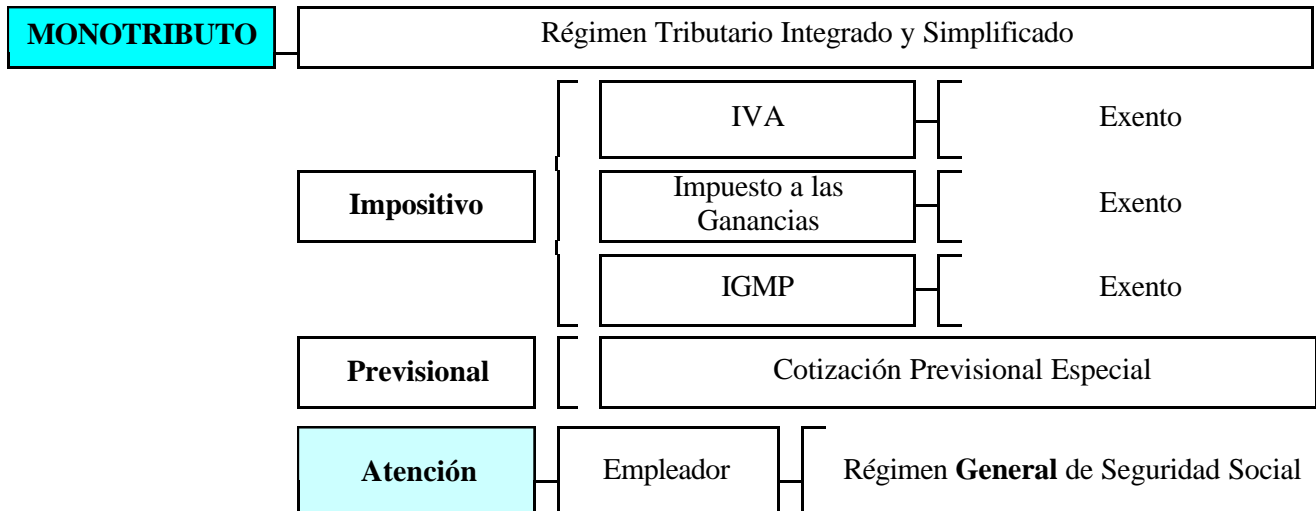 MONOTRIBUTO
Régimen Tributario Integrado y Simplificado
IVA
Exento
Impositivo
Impuesto a las
Ganancias
Exento
IGMP
Exento
Previsional
Cotización Previsional Especial
Atención
Empleador
Régimen General de Seguridad Social